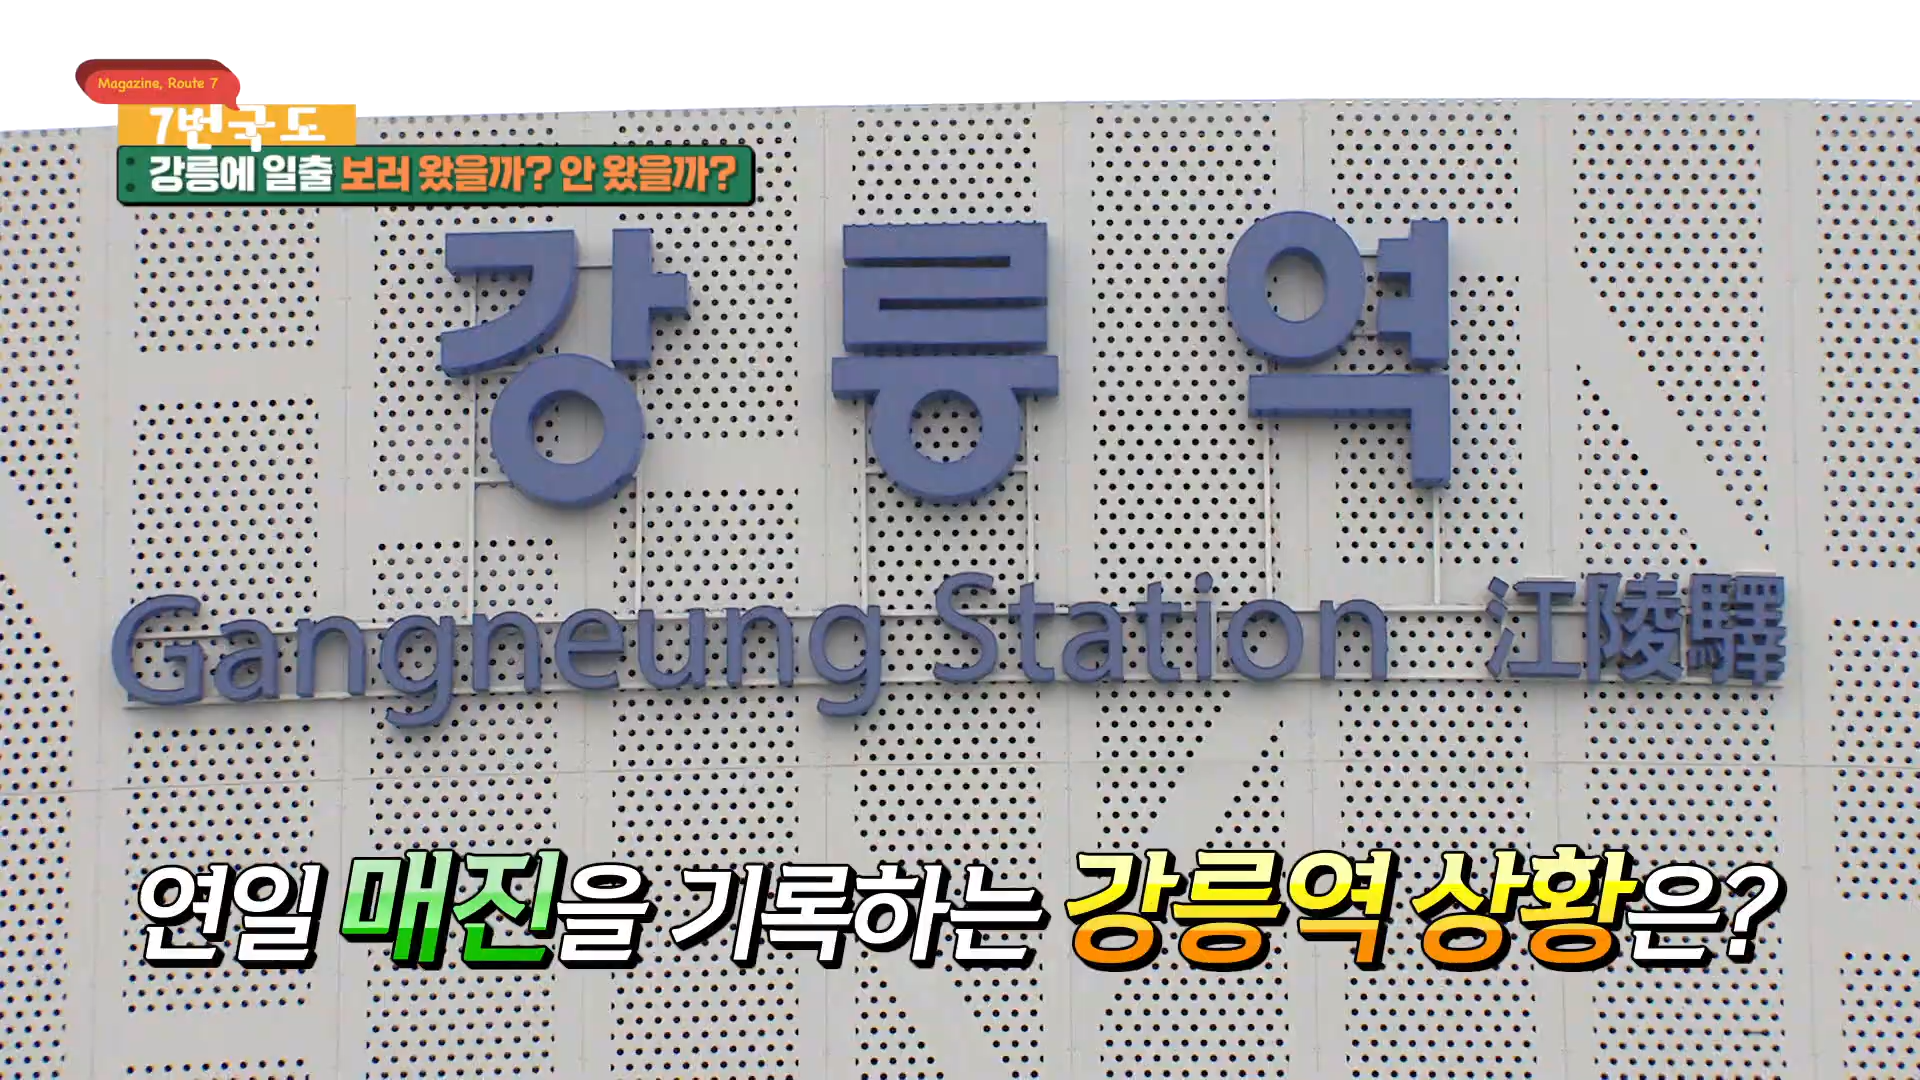 Magazine, Route 7
7번국도
강릉에 일출 보러 왔을까? 안 왔을까?
강릉역
Gangneung Station 江陵驛
연일 매진을 기록하는 강릉역 상황은?